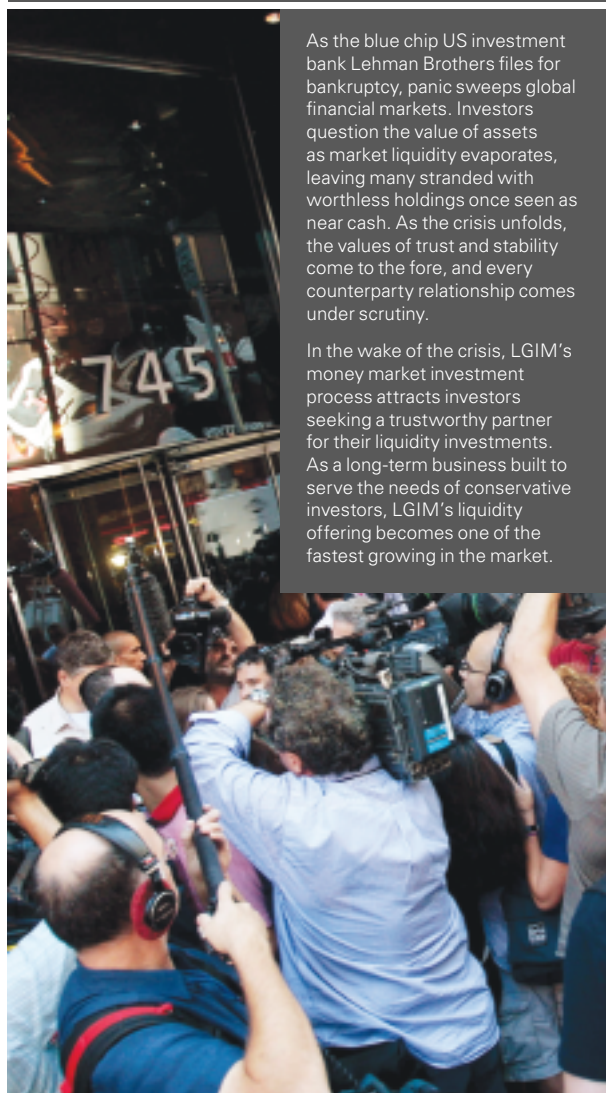 As the blue chip US investment
bank Lehman Brothers files for
bankruptcy, panic sweeps global
financial markets. Investors
question the value of assets
as market liquidity evaporates,
leaving many stranded with
worthless holdings once seen as
near cash. As the crisis unfolds,
the values of trust and stability
come to the fore, and every
counterparty relationship comes
under scrutiny.
In the wake of the crisis, LGIM's
money market investment
process attracts investors
seeking a trustworthy partner
for their liquidity investments.
As a long-term business built to
serve the needs of conservative
investors, LGIM's liquidity
offering becomes one of the
fastest growing in the market.
745